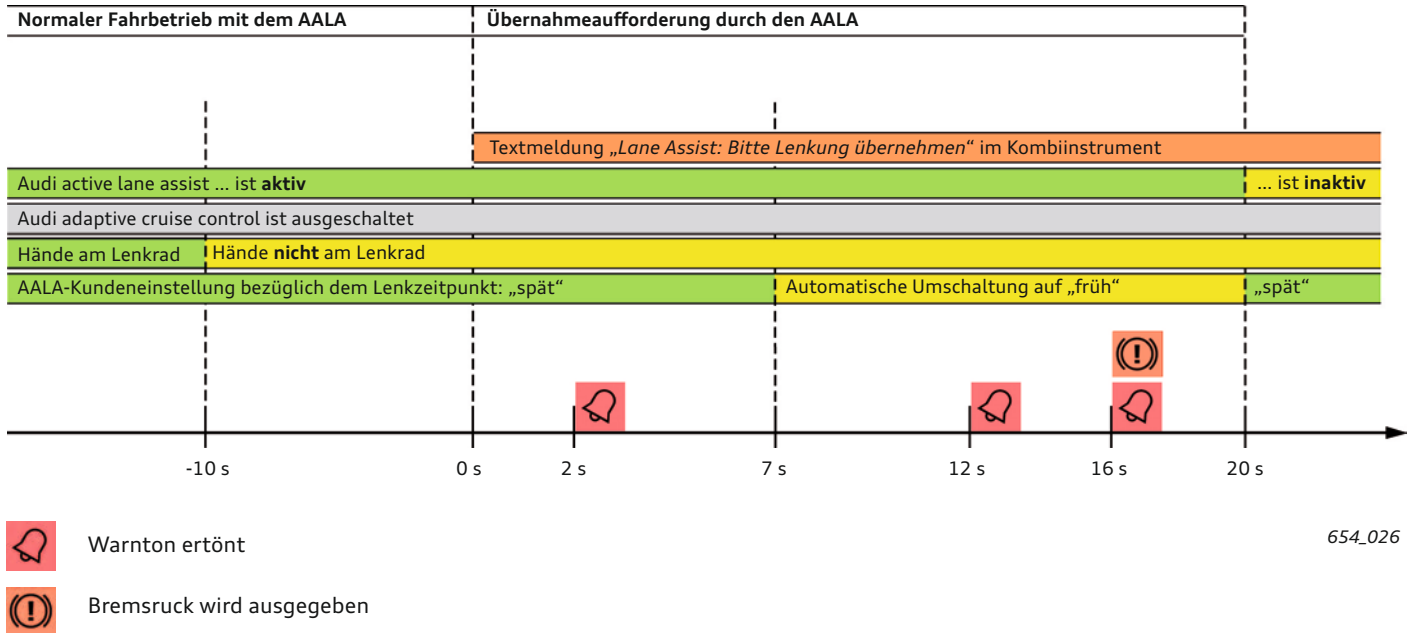 Normaler Fahrbetrieb mit dem AALA
Übernahmeaufforderung durch den AALA
Textmeldung „Lane Assist: Bitte Lenkung übernehmen“ im Kombiinstrument
Audi active lane assist ... ist aktiv
... ist inaktiv
Audi adaptive cruise control ist ausgeschaltet
Hände am Lenkrad
Hände nicht am Lenkrad
AALA-Kundeneinstellung bezüglich dem Lenkzeitpunkt: „spät“
Automatische Umschaltung auf „früh“
„spät“
-10 s
0 s
2 s
7 s
12 s
16 s
20 s
Warnton ertönt
654_026
Bremsruck wird ausgegeben